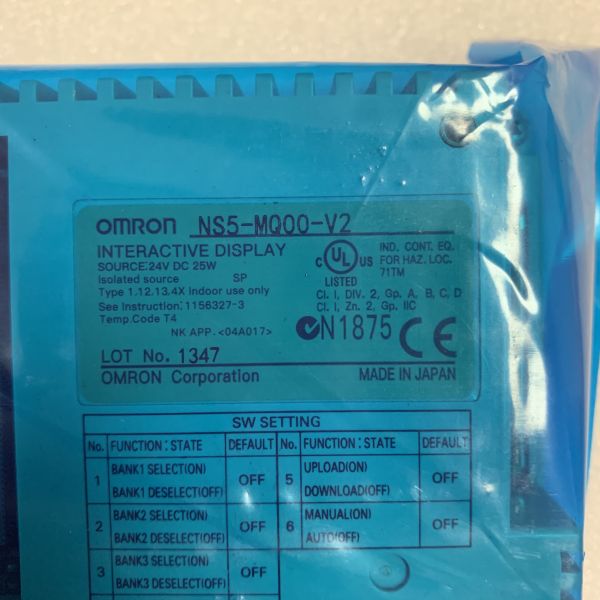 OMRON NS5-MQ00-V2
INTERACTIVE DISPLAY
SOURCE:24V DC 25W
Isolated source SP
Type 1.12.13.4X Indoor use only
See Instruction:1156327-3
Temp.Code T4
NK APP.<04A017>
LOT No. 1347
OMRON Corporation
C UL US
LISTED
IND. CONT. EQ.
FOR HAZ. LOC.
71TM
Cl. I, DIV. 2, Gp. A, B, C, D
Cl. I, Zn. 2, Gp. IIC
N1875 CE
MADE IN JAPAN
SW SETTING
No. FUNCTION:STATE DEFAULT No. FUNCTION:STATE DEFAULT
1 BANK1 SELECT(ON) OFF 5 UPLOAD(ON) OFF
BANK1 DESELECT(OFF) DOWNLOAD(OFF)
2 BANK2 SELECT(ON) OFF 6 MANUAL(ON) OFF
BANK2 DESELECT(OFF) AUTO(OFF)
3 BANK3 SELECT(ON) OFF
BANK3 DESELECT(OFF)